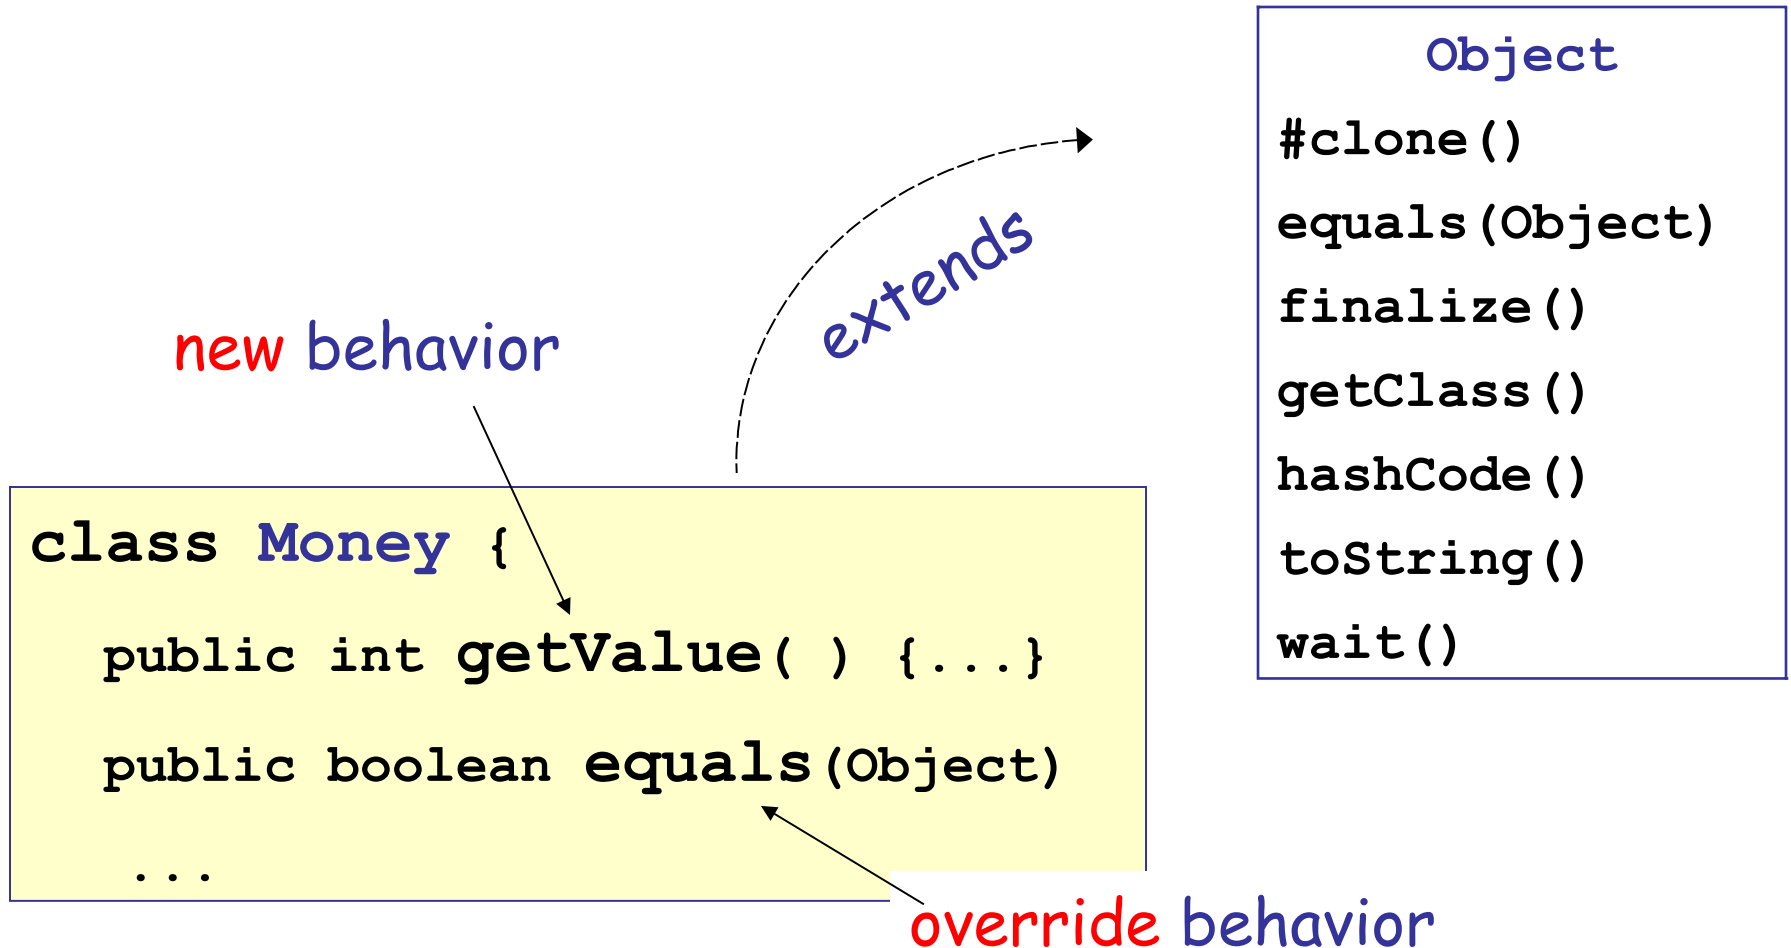 Object
#clone()
equals(Object)
finalize()
getClass()
hashCode()
toString()
wait()
extends
new behavior
class Money {
public int getValue( ) {...}
public boolean equals(Object)
...
override behavior